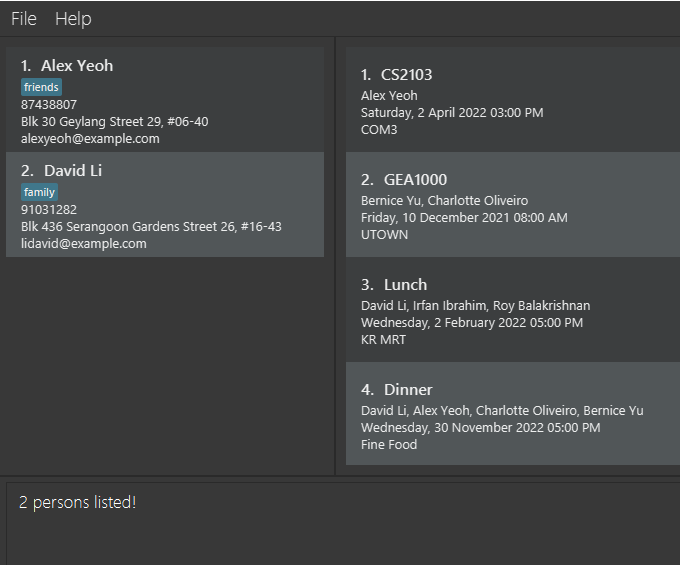 File Help
1. Alex Yeoh
friends
87438807
Blk 30 Geylang Street 29, #06-40
alexyeoh@example.com
2. David Li
family
91031282
Blk 436 Serangoon Gardens Street 26, #16-43
lidavid@example.com
1. CS2103
Alex Yeoh
Saturday, 2 April 2022 03:00 PM
COM3
2. GEA1000
Bernice Yu, Charlotte Oliveiro
Friday, 10 December 2021 08:00 AM
UTOWN
3. Lunch
David Li, Irfan Ibrahim, Roy Balakrishnan
Wednesday, 2 February 2022 05:00 PM
KR MRT
4. Dinner
David Li, Alex Yeoh, Charlotte Oliveiro, Bernice Yu
Wednesday, 30 November 2022 05:00 PM
Fine Food
2 persons listed!